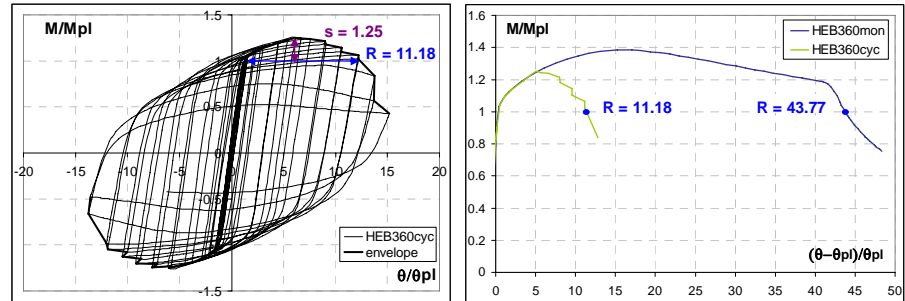 M/Mpl
1.5
s = 1.25
1
R = 11.18
0.5
0
-20 -15 -10 -5 0 5 10 15 20
-0.5
-1
-1.5
HEB360cyc
envelope
θ/θpl
M/Mpl
1.6
1.4
1.2
1
0.8
0.6
0.4
0.2
0
HEB360mon
HEB360cyc
R = 11.18
R = 43.77
(θ-θpl)/θpl
0 5 10 15 20 25 30 35 40 45 50